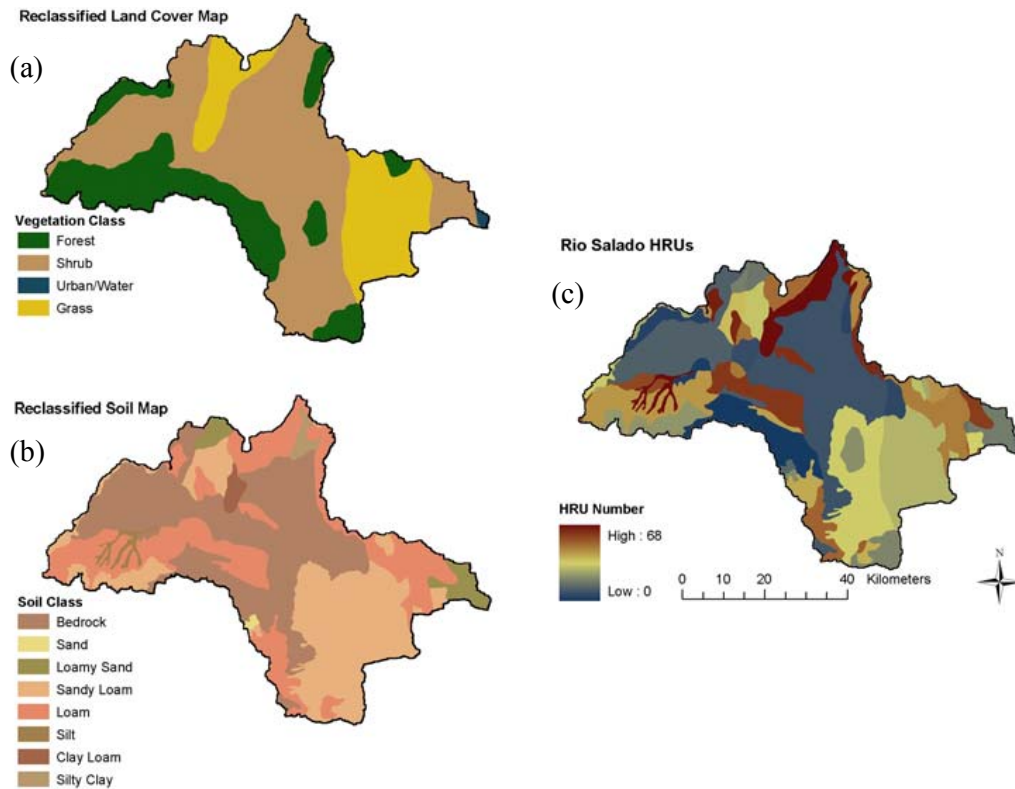 Reclassified Land Cover Map
(a)
Vegetation Class
Forest
Shrub
Urban/Water
Grass
Reclassified Soil Map
(b)
Soil Class
Bedrock
Sand
Loamy Sand
Sandy Loam
Loam
Silt
Clay Loam
Silty Clay
Rio Salado HRUs
(c)
HRU Number
High : 68
Low : 0
0 10 20 40 Kilometers
N